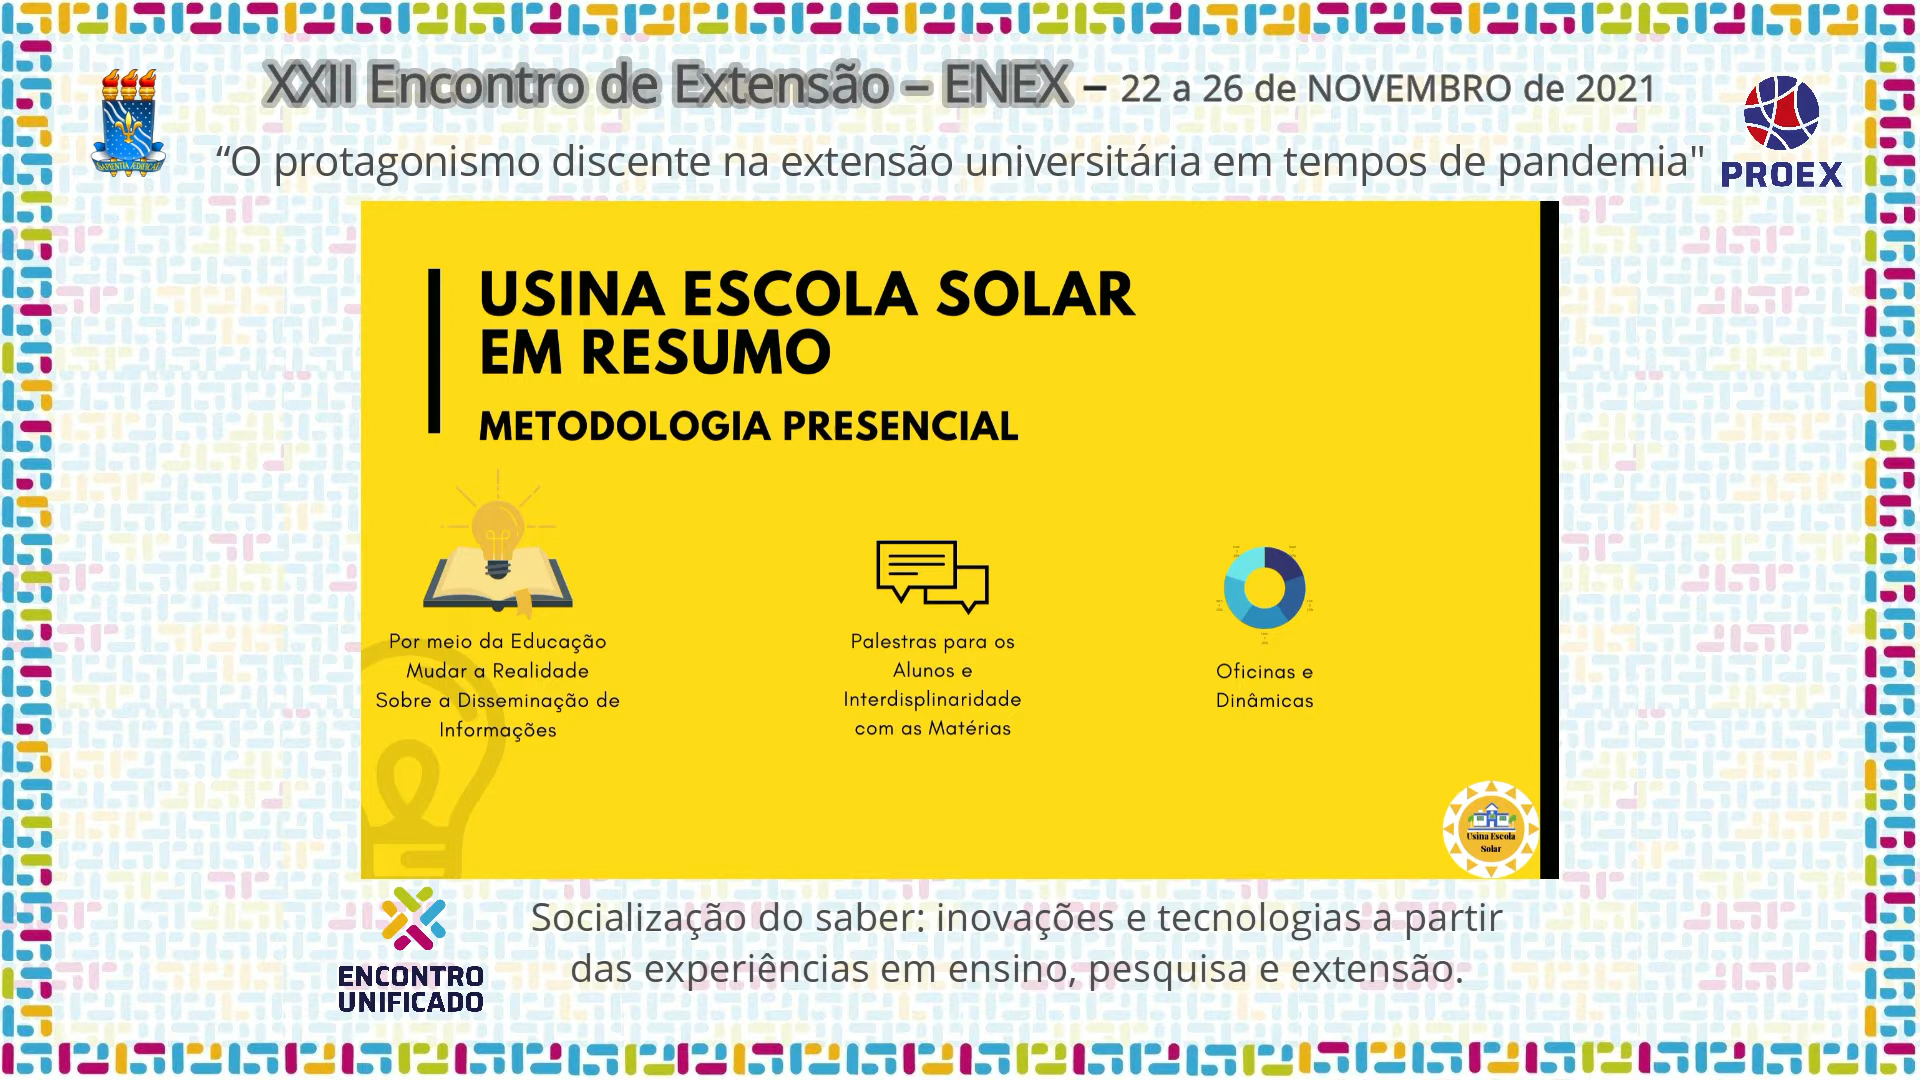 XXII Encontro de Extensão – ENEX – 22 a 26 de NOVEMBRO de 2021
“O protagonismo discente na extensão universitária em tempos de pandemia"
PROEX
USINA ESCOLA SOLAR
EM RESUMO
METODOLOGIA PRESENCIAL
Por meio da Educação
Mudar a Realidade
Sobre a Disseminação de
Informações
Palestras para os
Alunos e
Interdisplinaridade
com as Matérias
Oficinas e
Dinâmicas
Usina Escola
Solar
ENCONTRO
UNIFICADO
Socialização do saber: inovações e tecnologias a partir
das experiências em ensino, pesquisa e extensão.